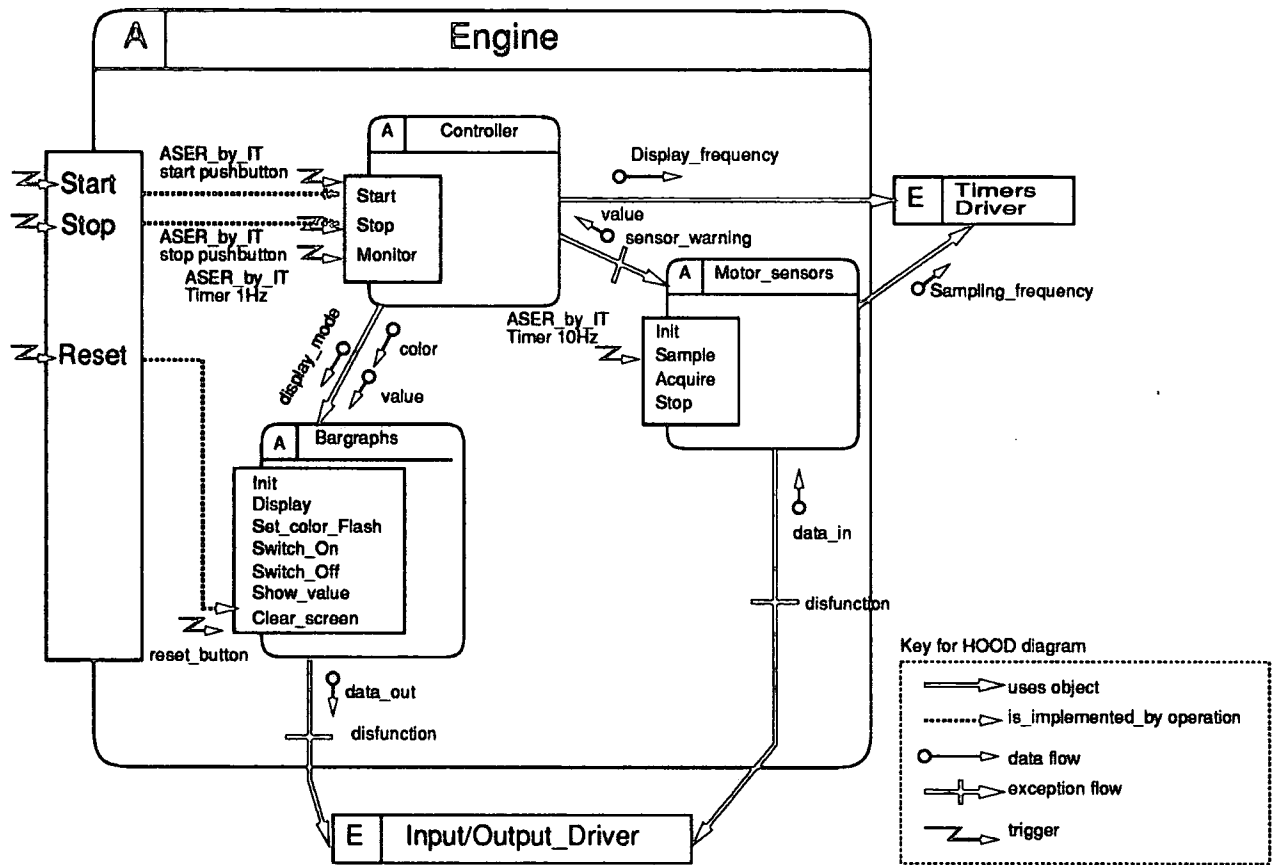 A
Engine
Start
Stop
Reset
ASER_by_IT
start pushbutton
ASER_by_IT
stop pushbutton
ASER_by_IT
Timer 1Hz
A
Controller
Start
Stop
Monitor
Display_frequency
E
Timers
Driver
value
sensor_warning
A
Motor_sensors
Sampling_frequency
ASER_by_IT
Timer 10Hz
Init
Sample
Acquire
Stop
display_mode
color
value
A
Bargraphs
Init
Display
Set_color_Flash
Switch_On
Switch_Off
Show_value
Clear_screen
reset_button
data_in
disfunction
data_out
disfunction
E
Input/Output_Driver
Key for HOOD diagram
uses object
is_implemented_by operation
data flow
exception flow
trigger